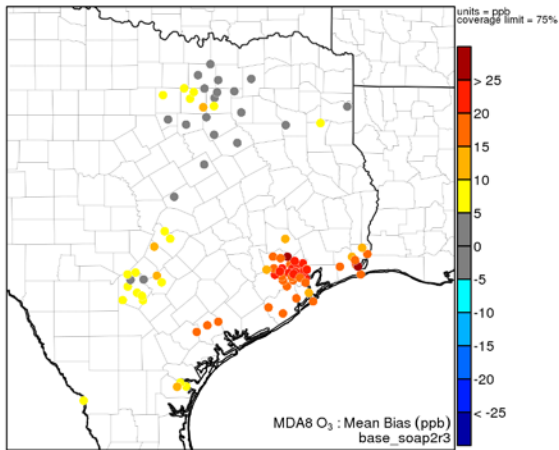 units = ppb
coverage limit = 75%
> 25
20
15
10
5
0
-5
-10
-15
-20
< -25
MDA8 O₃ : Mean Bias (ppb)
base_soap2r3